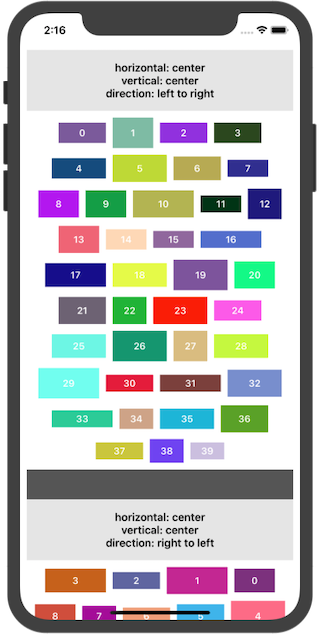 2:16
horizontal: center
vertical: center
direction: left to right
0 1 2 3
4 5 6 7
8 9 10 11 12
13 14 15 16
17 18 19 20
21 22 23 24
25 26 27 28
29 30 31 32
33 34 35 36
37 38 39
horizontal: center
vertical: center
direction: right to left
3 2 1 0
8 7 6 5 4